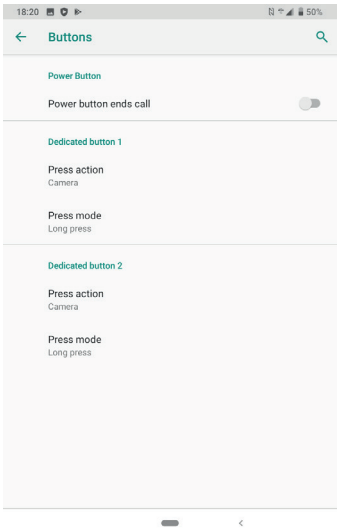 18:20 50%
Buttons
Power Button
Power button ends call
Dedicated button 1
Press action
Camera
Press mode
Long press
Dedicated button 2
Press action
Camera
Press mode
Long press